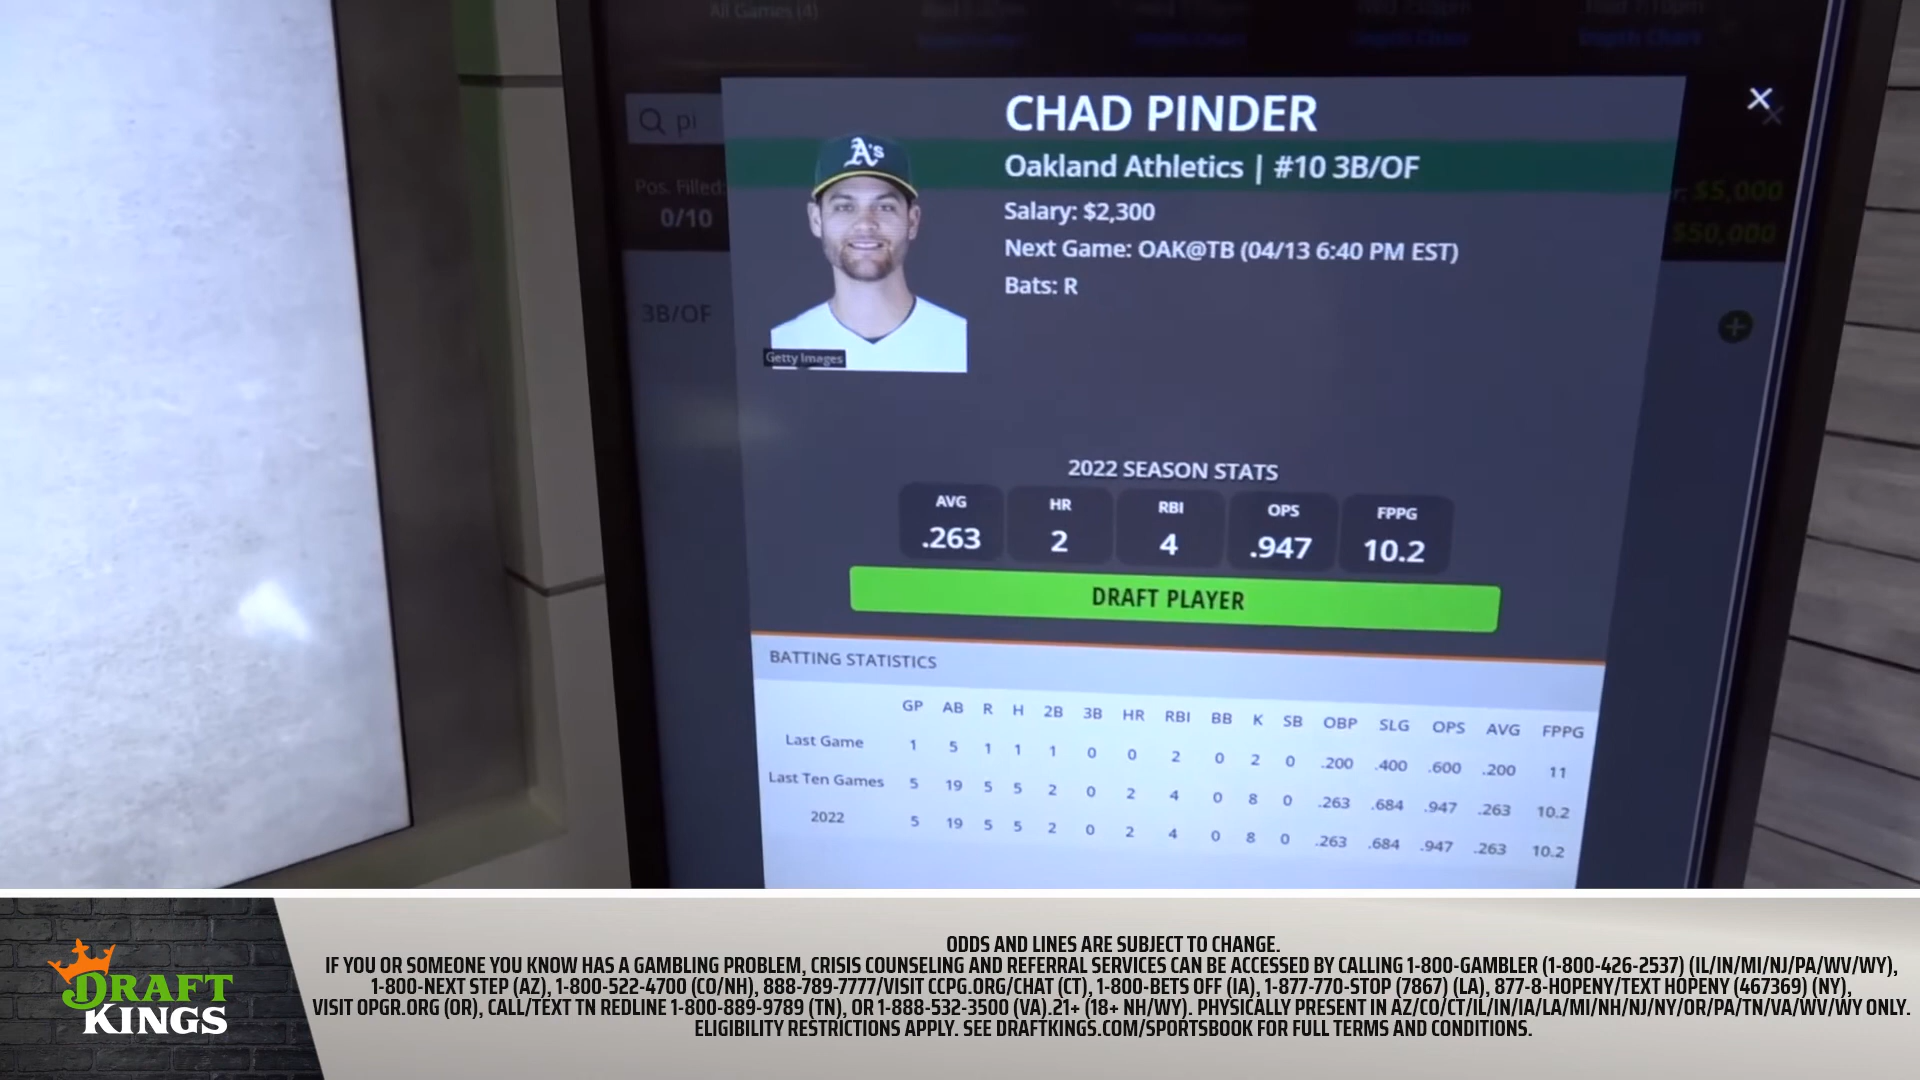 All Games (4)
Depth Chart
Depth Chart
pi
Pos. Filled:
0/10
3B/OF
$5,000
$50,000
CHAD PINDER
A's
Oakland Athletics | #10 3B/OF
Salary: $2,300
Next Game: OAK@TB (04/13 6:40 PM EST)
Bats: R
Getty Images
2022 SEASON STATS
AVG HR RBI OPS FPPG
.263 2 4 .947 10.2
DRAFT PLAYER
BATTING STATISTICS
GP AB R H 2B 3B HR RBI BB K SB OBP SLG OPS AVG FPPG
Last Game 1 5 1 1 1 0 0 2 0 2 0 .200 .400 .600 .200 11
Last Ten Games 5 19 5 5 2 0 2 4 0 8 0 .263 .684 .947 .263 10.2
2022 5 19 5 5 2 0 2 4 0 8 0 .263 .684 .947 .263 10.2
DRAFT
KINGS
ODDS AND LINES ARE SUBJECT TO CHANGE.
IF YOU OR SOMEONE YOU KNOW HAS A GAMBLING PROBLEM, CRISIS COUNSELING AND REFERRAL SERVICES CAN BE ACCESSED BY CALLING 1-800-GAMBLER (1-800-426-2537) (IL/IN/MI/NJ/PA/WV/WY),
1-800-NEXT STEP (AZ), 1-800-522-4700 (CO/NH), 888-789-7777/VISIT CCPG.ORG/CHAT (CT), 1-800-BETS OFF (IA), 1-877-770-STOP (7867) (LA), 877-8-HOPENY/TEXT HOPENY (467369) (NY),
VISIT OPGR.ORG (OR), CALL/TEXT TN REDLINE 1-800-889-9789 (TN), OR 1-888-532-3500 (VA).21+ (18+ NH/WY). PHYSICALLY PRESENT IN AZ/CO/CT/IL/IN/IA/LA/MI/NH/NJ/NY/OR/PA/TN/VA/WV/WY ONLY.
ELIGIBILITY RESTRICTIONS APPLY. SEE DRAFTKINGS.COM/SPORTSBOOK FOR FULL TERMS AND CONDITIONS.